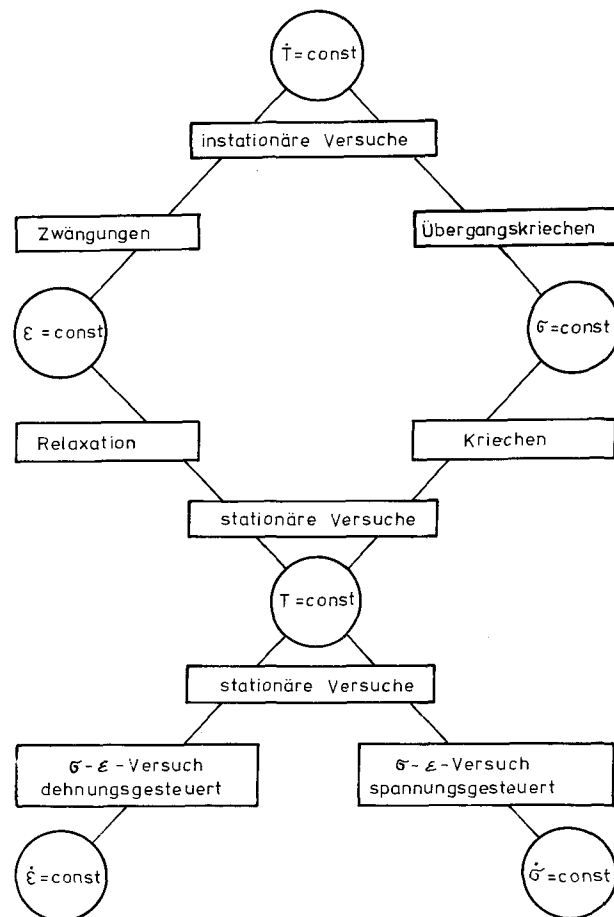 Ṫ=const
instationäre Versuche
Zwängungen
Übergangskriechen
ε=const
σ=const
Relaxation
Kriechen
stationäre Versuche
T=const
stationäre Versuche
σ-ε-Versuch
dehnungsgesteuert
σ-ε-Versuch
spannungsgesteuert
ε̇=const
σ̇=const